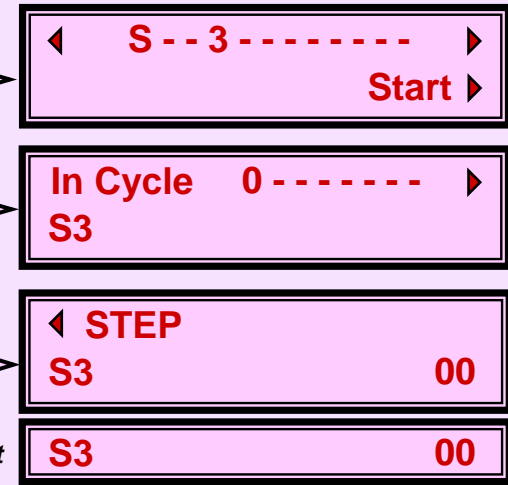 S - - 3 - - - - - - - -
Start
In Cycle 0 - - - - - - -
S3
STEP
S3 00
t
S3 00